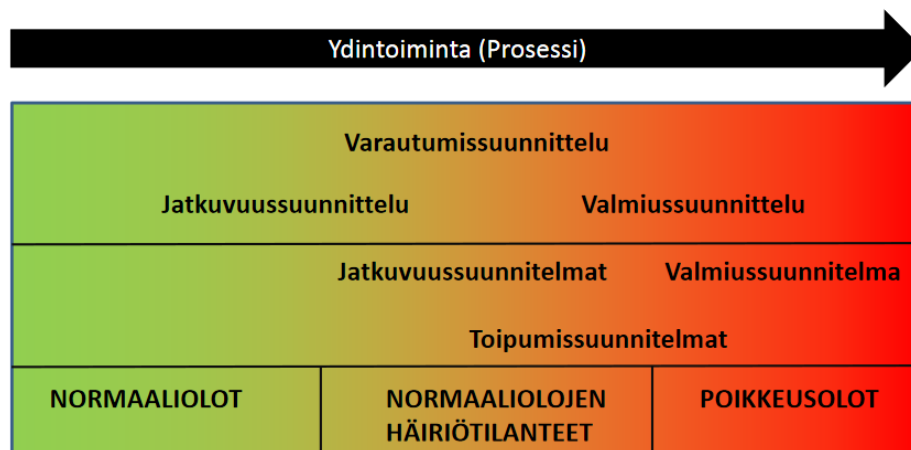 Ydintoiminta (Prosessi)
Varautumissuunnittelu
Jatkuvuussuunnittelu Valmiussuunnittelu
Jatkuvuussuunnitelmat Valmiussuunnitelma
Toipumissuunnitelmat
NORMAALIOLOT
NORMAALIOLOJEN
HÄIRIÖTILANTEET
POIKKEUSOLOT